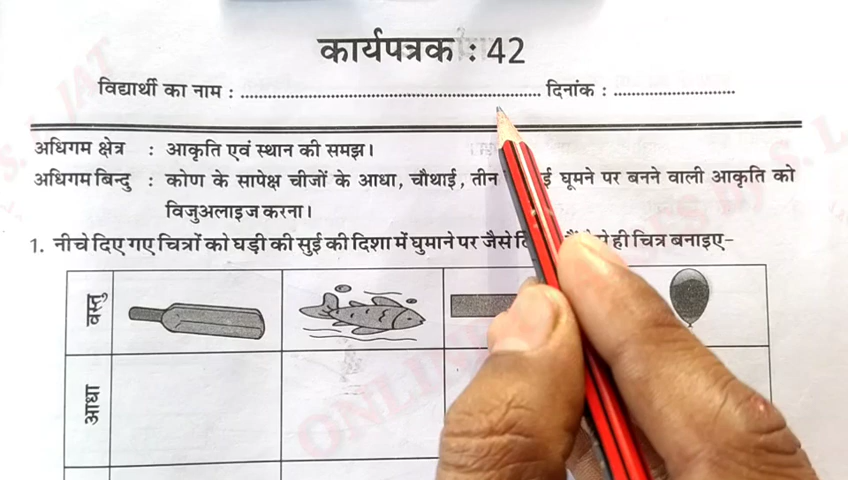 कार्यपत्रक : 42
विद्यार्थी का नाम : ........................................................... दिनांक : ..........................
अधिगम क्षेत्र : आकृति एवं स्थान की समझ।
अधिगम बिन्दु : कोण के सापेक्ष चीजों के आधा, चौथाई, तीन घूमने पर बनने वाली आकृति को
विजुअलाइज करना।
1. नीचे दिए गए चित्रों को घड़ी की सुई की दिशा में घुमाने पर जैसे ही चित्र बनाइए–
वस्तु
आधा